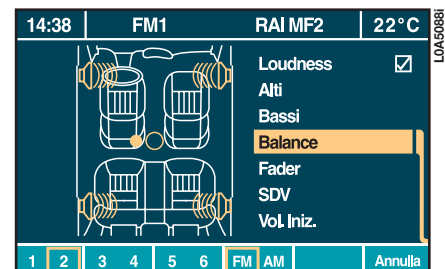 14:38 FM1 RAI MF2 22°C
Loudness
Alti
Bassi
Balance
Fader
SDV
Vol. Iniz.
1 2 3 4 5 6 FM AM Annulla
L0A5088i